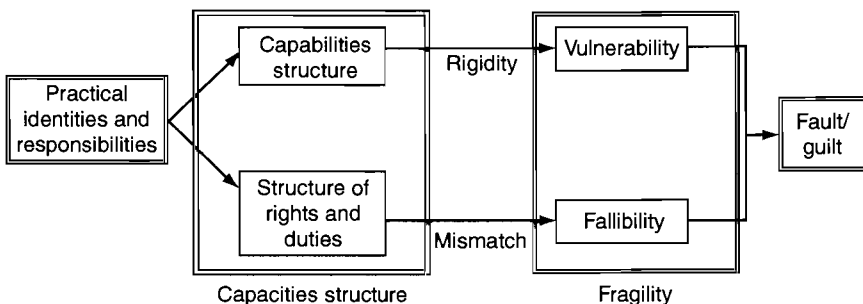 Practical
identities and
responsibilities
Capabilities
structure
Rigidity
Vulnerability
Structure of
rights and
duties
Mismatch
Fallibility
Fault/
guilt
Capacities structure
Fragility